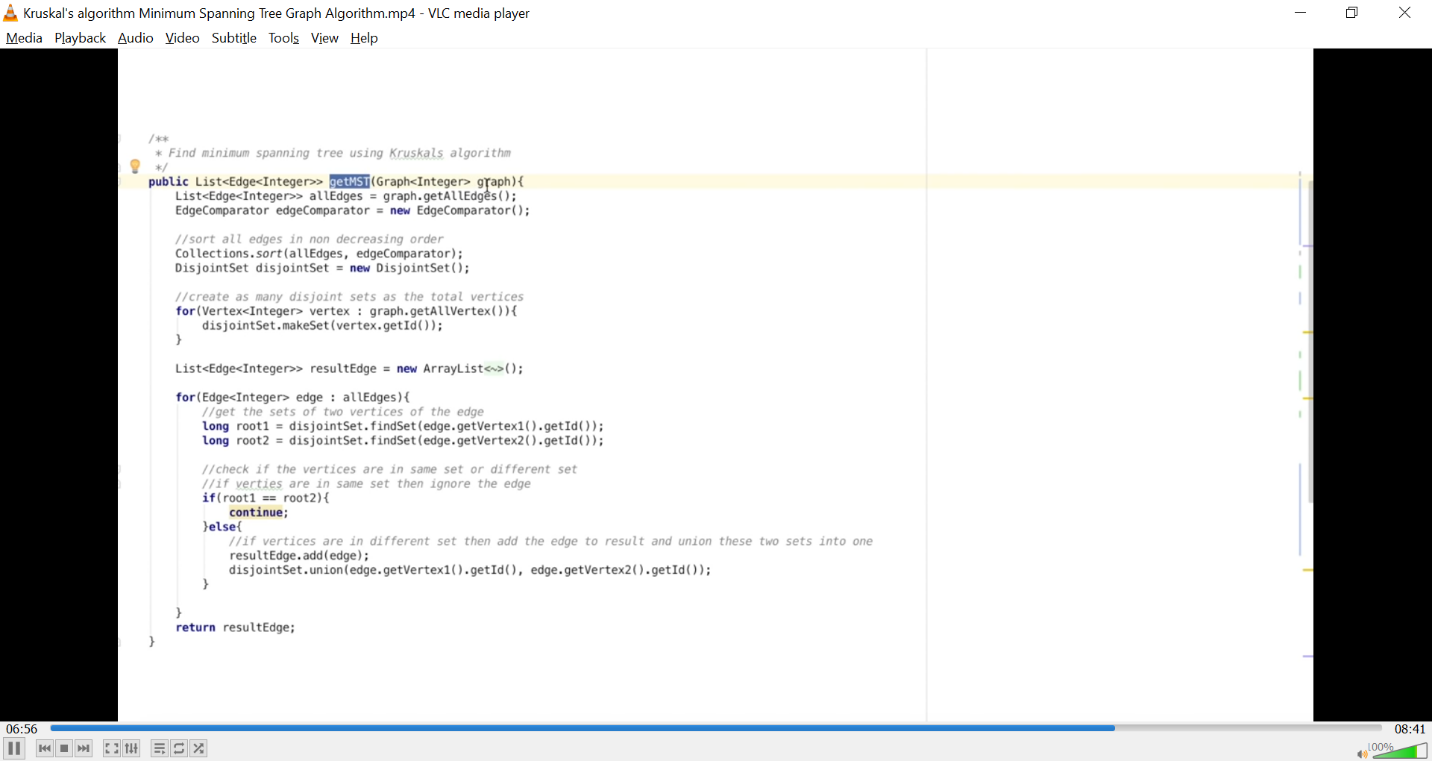 Kruskal's algorithm Minimum Spanning Tree Graph Algorithm.mp4 - VLC media player
Media Playback Audio Video Subtitle Tools View Help
/**
* Find minimum spanning tree using Kruskals algorithm
*/
public List<Edge<Integer>> getMST(Graph<Integer> graph){
List<Edge<Integer>> allEdges = graph.getAllEdges();
EdgeComparator edgeComparator = new EdgeComparator();
//sort all edges in non decreasing order
Collections.sort(allEdges, edgeComparator);
DisjointSet disjointSet = new DisjointSet();
//create as many disjoint sets as the total vertices
for(Vertex<Integer> vertex : graph.getAllVertex()){
disjointSet.makeSet(vertex.getId());
}
List<Edge<Integer>> resultEdge = new ArrayList<~>();
for(Edge<Integer> edge : allEdges){
//get the sets of two vertices of the edge
long root1 = disjointSet.findSet(edge.getVertex1().getId());
long root2 = disjointSet.findSet(edge.getVertex2().getId());
//check if the vertices are in same set or different set
//if verties are in same set then ignore the edge
if(root1 == root2){
continue;
}else{
//if vertices are in different set then add the edge to result and union these two sets into one
resultEdge.add(edge);
disjointSet.union(edge.getVertex1().getId(), edge.getVertex2().getId());
}
}
return resultEdge;
}
06:56 08:41
100%